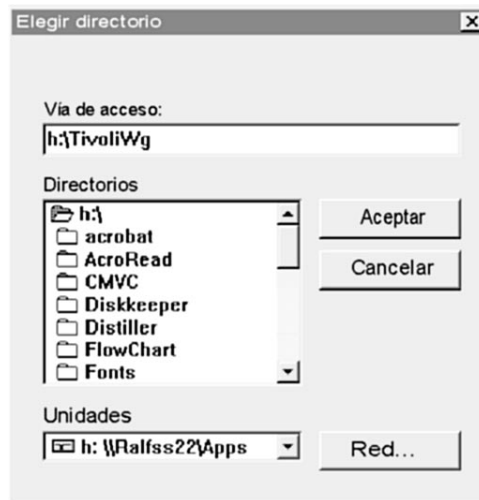 Elegir directorio
Vía de acceso:
h:\TivoliWg
Directorios
h:\
acrobat
AcroRead
CMVC
Diskkeeper
Distiller
FlowChart
Fonts
Aceptar
Cancelar
Unidades
h: \\Ralfss22\Apps
Red...